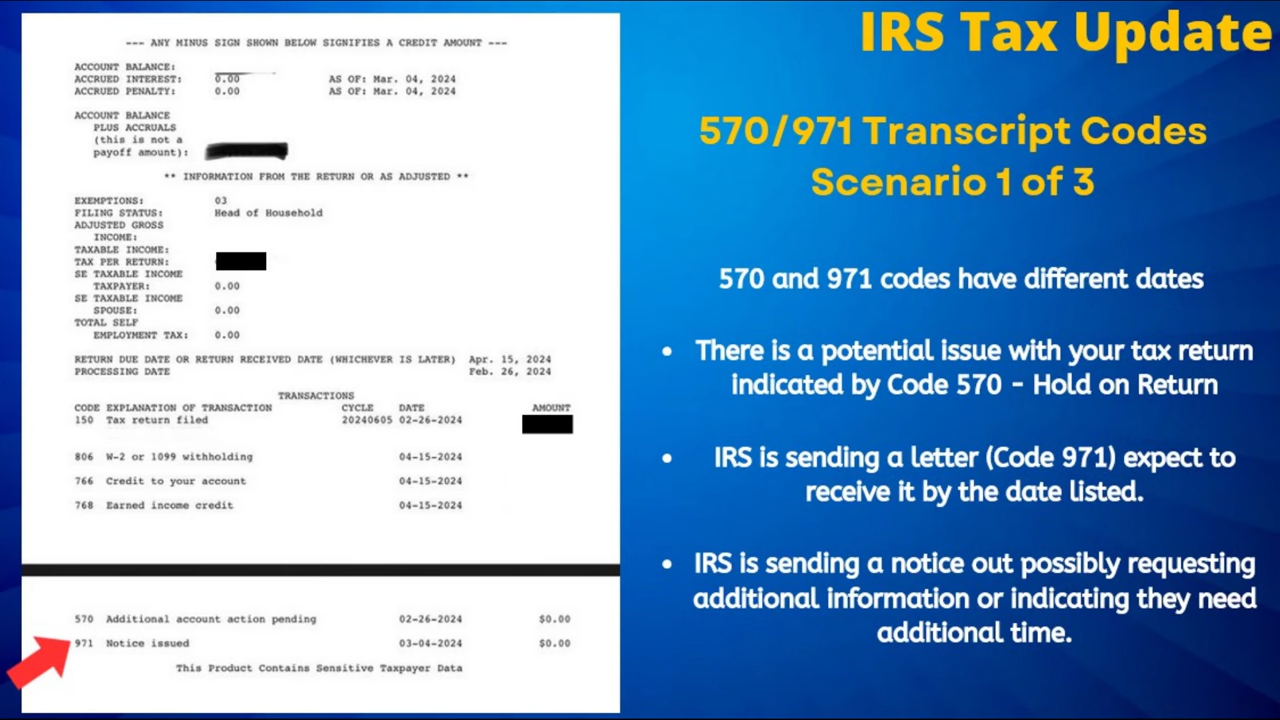 --- ANY MINUS SIGN SHOWN BELOW SIGNIFIES A CREDIT AMOUNT ---
ACCOUNT BALANCE:
ACCRUED INTEREST: 0.00 AS OF: Mar. 04, 2024
ACCRUED PENALTY: 0.00 AS OF: Mar. 04, 2024
ACCOUNT BALANCE
PLUS ACCRUALS
(this is not a
payoff amount):
** INFORMATION FROM THE RETURN OR AS ADJUSTED **
EXEMPTIONS: 03
FILING STATUS: Head of Household
ADJUSTED GROSS
INCOME:
TAXABLE INCOME:
TAX PER RETURN:
SE TAXABLE INCOME
TAXPAYER: 0.00
SE TAXABLE INCOME
SPOUSE: 0.00
TOTAL SELF
EMPLOYMENT TAX: 0.00
RETURN DUE DATE OR RETURN RECEIVED DATE (WHICHEVER IS LATER) Apr. 15, 2024
PROCESSING DATE Feb. 26, 2024
TRANSACTIONS
CODE EXPLANATION OF TRANSACTION CYCLE DATE AMOUNT
150 Tax return filed 20240605 02-26-2024
806 W-2 or 1099 withholding 04-15-2024
766 Credit to your account 04-15-2024
768 Earned income credit 04-15-2024
570 Additional account action pending 02-26-2024 $0.00
971 Notice issued 03-04-2024 $0.00
This Product Contains Sensitive Taxpayer Data
IRS Tax Update
570/971 Transcript Codes
Scenario 1 of 3
570 and 971 codes have different dates
• There is a potential issue with your tax return
indicated by Code 570 - Hold on Return
• IRS is sending a letter (Code 971) expect to
receive it by the date listed.
• IRS is sending a notice out possibly requesting
additional information or indicating they need
additional time.